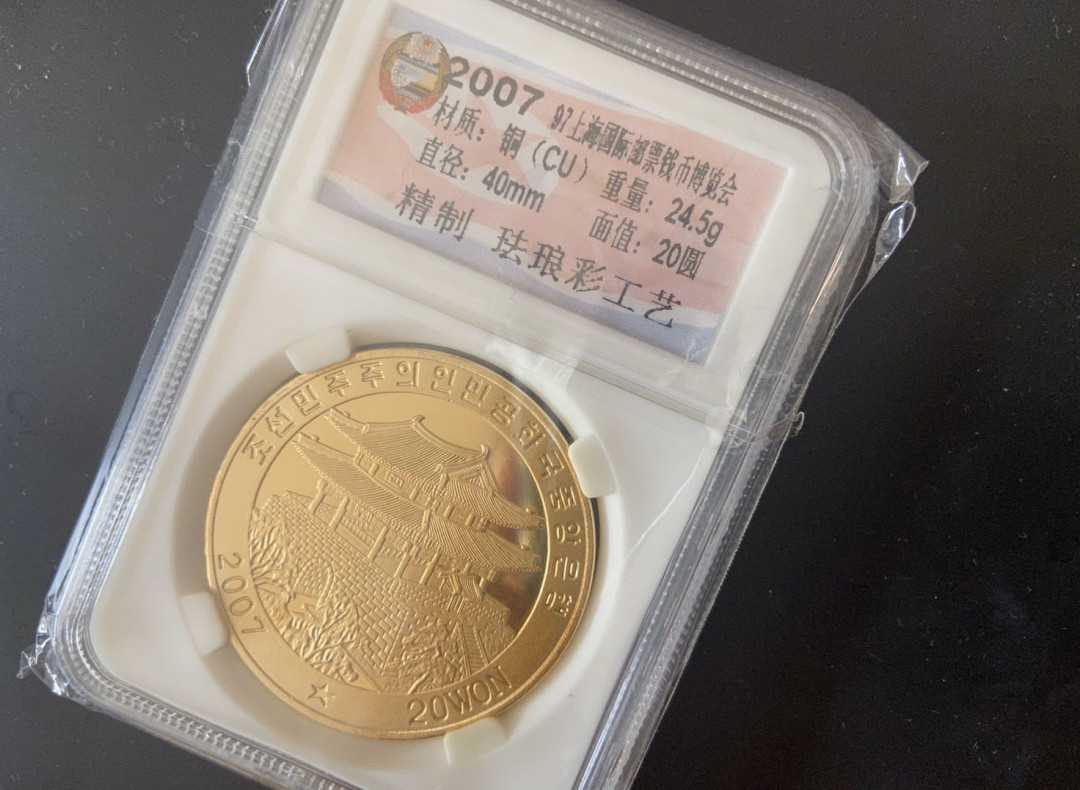 2007 97上海国际邮票钱币博览会
材质：铜（CU） 重量：24.5g
直径：40mm 面值：20圆
精制 珐琅彩工艺
조선민주주의인민공화국중앙은행
2007
20WON